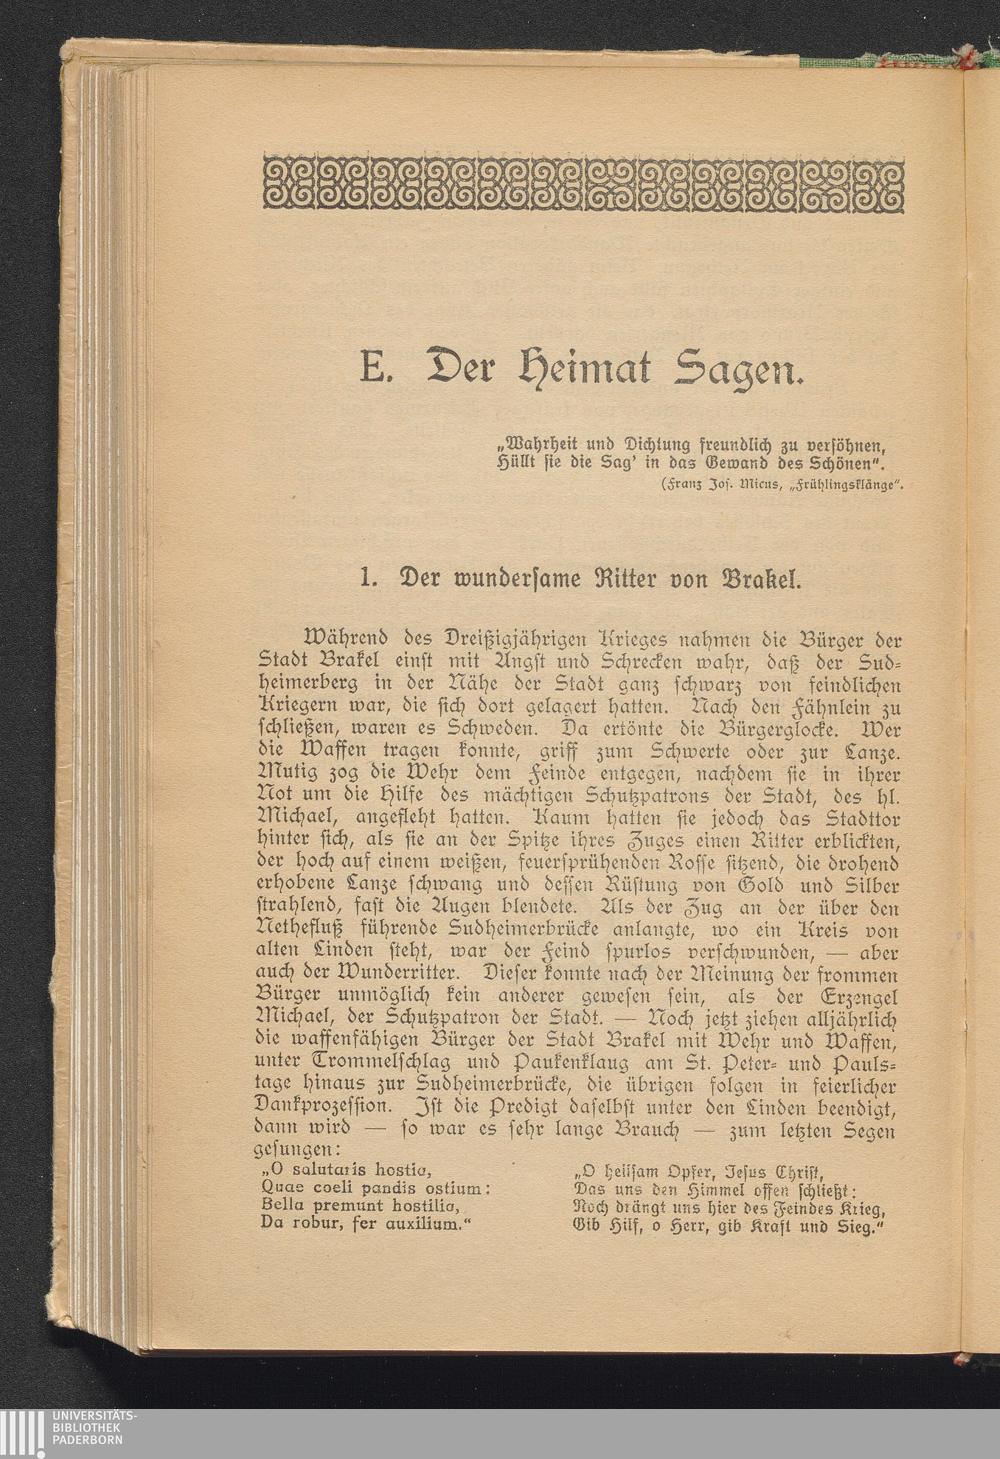 E. Der Heimat Sagen.
„Wahrheit und Dichtung freundlich zu versöhnen,
Hüllt sie die Sag' in das Gewand des Schönen".
(Franz Jos. Micus, „Frühlingsklänge".
1. Der wundersame Ritter von Brakel.
Während des Dreißigjährigen Krieges nahmen die Bürger der
Stadt Brakel einst mit Angst und Schrecken wahr, daß der Sud-
heimerberg in der Nähe der Stadt ganz schwarz von feindlichen
Kriegern war, die sich dort gelagert hatten. Nach den Fähnlein zu
schließen, waren es Schweden. Da ertönte die Bürgerglocke. Wer
die Waffen tragen konnte, griff zum Schwerte oder zur Lanze.
Mutig zog die Wehr dem Feinde entgegen, nachdem sie in ihrer
Not um die Hilfe des mächtigen Schutzpatrons der Stadt, des hl.
Michael, angefleht hatten. Kaum hatten sie jedoch das Stadttor
hinter sich, als sie an der Spitze ihres Zuges einen Ritter erblickten,
der hoch auf einem weißen, feuersprühenden Rosse sitzend, die drohend
erhobene Lanze schwang und dessen Rüstung von Gold und Silber
strahlend, fast die Augen blendete. Als der Zug an der über den
Nethefluß führende Sudheimerbrücke anlangte, wo ein Kreis von
alten Linden steht, war der Feind spurlos verschwunden, — aber
auch der Wunderritter. Dieser konnte nach der Meinung der frommen
Bürger unmöglich kein anderer gewesen sein, als der Erzengel
Michael, der Schutzpatron der Stadt. — Noch jetzt ziehen alljährlich
die waffenfähigen Bürger der Stadt Brakel mit Wehr und Waffen,
unter Trommelschlag und Paukenklaug am St. Peter- und Pauls-
tage hinaus zur Sudheimerbrücke, die übrigen folgen in feierlicher
Dankprozession. Ist die Predigt daselbst unter den Linden beendigt,
dann wird — so war es sehr lange Brauch — zum letzten Segen
gesungen:
„O salutaris hostia,
Quae coeli pandis ostium:
Bella premunt hostilia,
Da robur, fer auxilium."
„O heilsam Opfer, Jesus Christ,
Das uns den Himmel offen schließt:
Noch drängt uns hier des Feindes Krieg,
Gib Hilf, o Herr, gib Kraft und Sieg."
UNIVERSITÄTS-
BIBLIOTHEK
PADERBORN